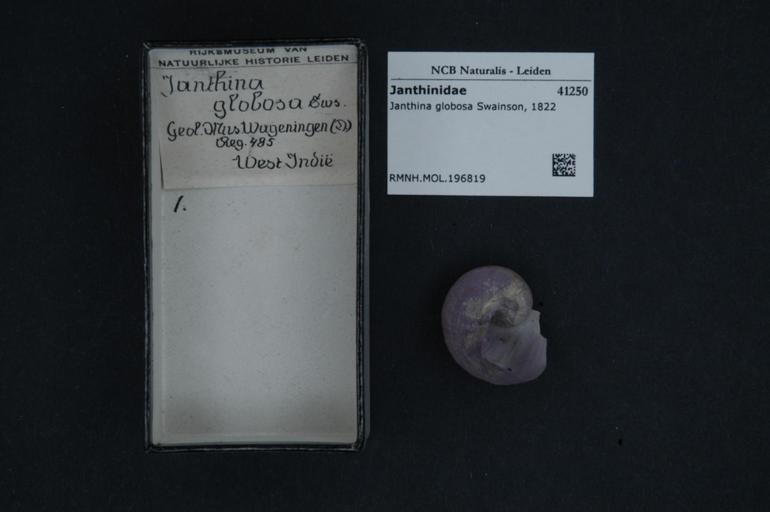 RIJKSMUSEUM VAN
NATUURLIJKE HISTORIE LEIDEN
Janthina
globosa Sws.
Geol. Mus Wageningen (D)
Reg. 485
West Indië
1.
NCB Naturalis - Leiden
Janthinidae 41250
Janthina globosa Swainson, 1822
RMNH.MOL.196819